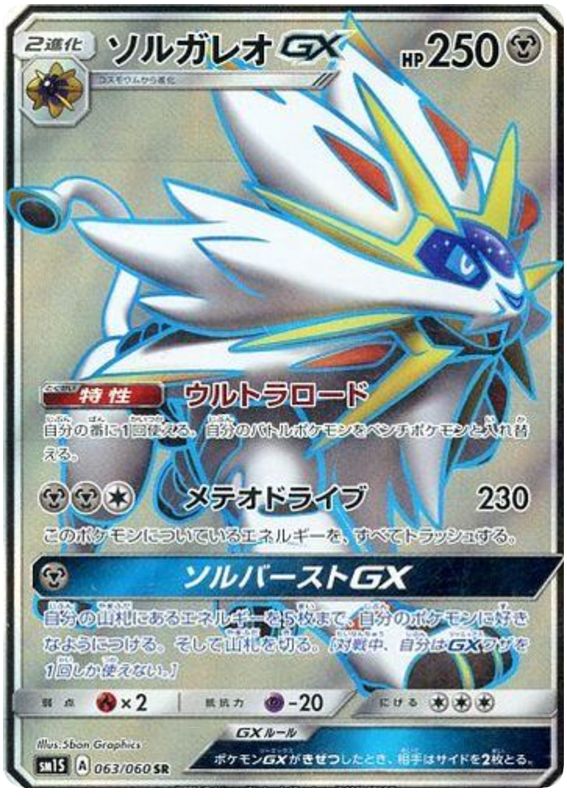 2進化
ソルガレオGX
HP250
コスモウムから進化
とくせい
特性 ウルトラロード
自分の番に1回使える。自分のバトルポケモンをベンチポケモンと入れ替
える。
メテオドライブ 230
このポケモンについているエネルギーを、すべてトラッシュする。
ソルバーストGX
自分の山札にあるエネルギーを5枚まで、自分のポケモンに好き
なようにつける。そして山札を切る。[対戦中、自分はGXワザを
1回しか使えない。]
弱点 ×2 抵抗力 -20 にげる
Illus.5ban Graphics
GXルール
sm1S A 063/060 SR
ポケモンGXがきぜつしたとき、相手はサイドを2枚とる。